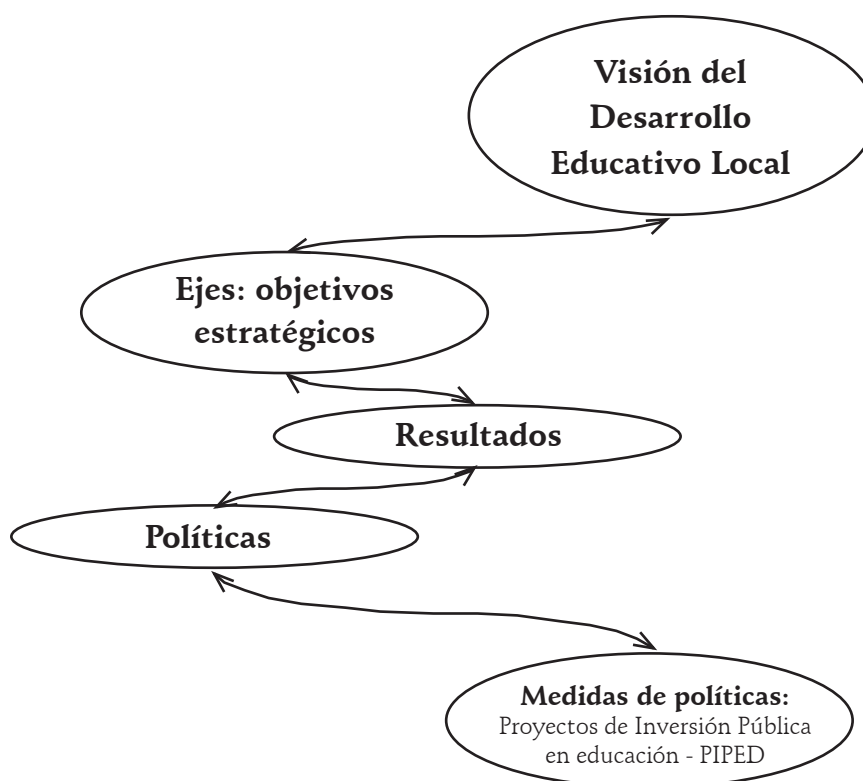 Visión del
Desarrollo
Educativo Local
Ejes: objetivos
estratégicos
Resultados
Políticas
Medidas de políticas:
Proyectos de Inversión Pública
en educación - PIPED